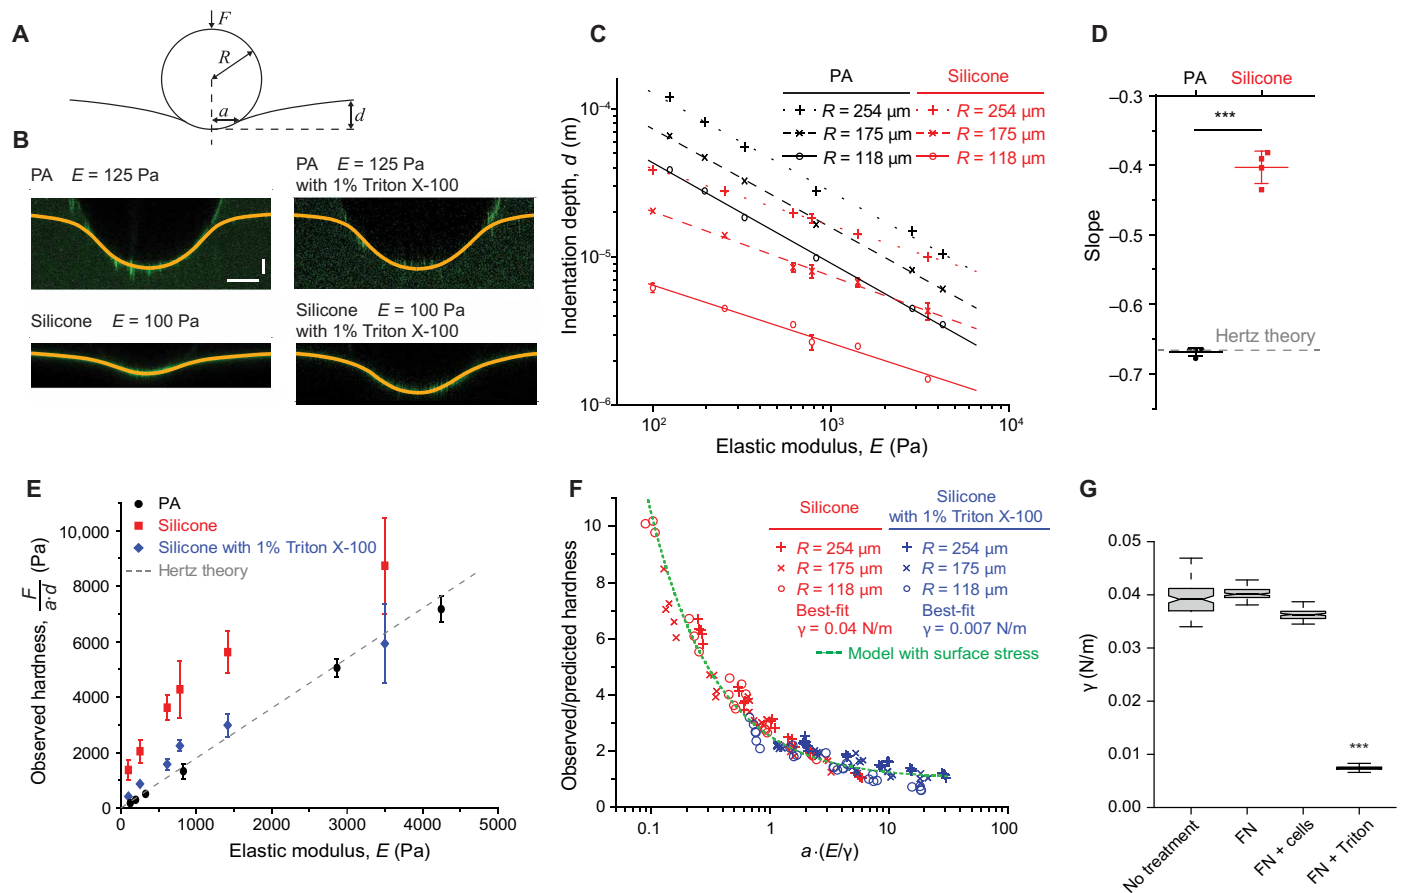 A
F
R
a
d
B
PA E = 125 Pa
PA E = 125 Pa
with 1% Triton X-100
Silicone E = 100 Pa
Silicone E = 100 Pa
with 1% Triton X-100
C
PA
Silicone
R = 254 µm
R = 254 µm
R = 175 µm
R = 175 µm
R = 118 µm
R = 118 µm
10⁻⁴
10⁻⁵
10⁻⁶
Indentation depth, d (m)
10² 10³ 10⁴
Elastic modulus, E (Pa)
D
PA Silicone
–0.3
***
–0.4
–0.5
–0.6
Hertz theory
–0.7
Slope
E
PA
Silicone
Silicone with 1% Triton X-100
Hertz theory
10,000
8000
6000
4000
2000
0
Observed hardness, F/a·d (Pa)
0 1000 2000 3000 4000 5000
Elastic modulus, E (Pa)
F
Silicone
Silicone
with 1% Triton X-100
R = 254 µm
R = 254 µm
R = 175 µm
R = 175 µm
R = 118 µm
R = 118 µm
Best-fit
γ = 0.04 N/m
Best-fit
γ = 0.007 N/m
Model with surface stress
10
8
6
4
2
0
Observed/predicted hardness
0.1 1 10 100
a·(E/γ)
G
0.05
0.04
0.03
0.02
0.01
0.00
γ (N/m)
***
No treatment
FN
FN + cells
FN + Triton